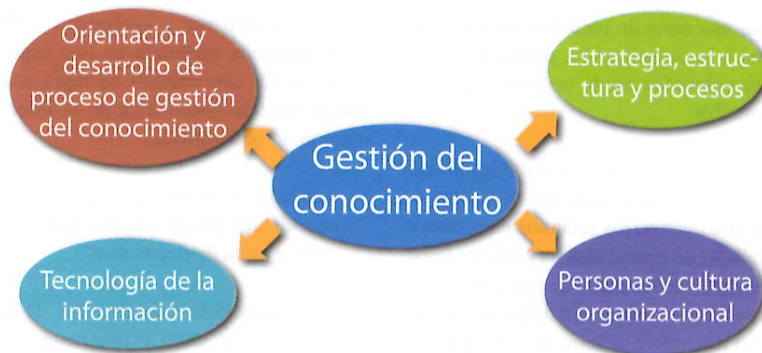 Orientación y
desarrollo de
proceso de gestión
del conocimiento
Estrategia, estruc-
tura y procesos
Gestión del
conocimiento
Tecnología de la
información
Personas y cultura
organizacional